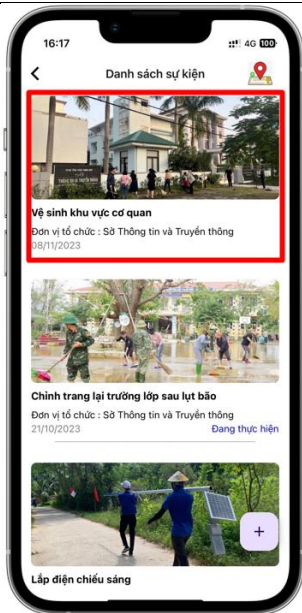 16:17
4G 100
Danh sách sự kiện
Vệ sinh khu vực cơ quan
Đơn vị tổ chức : Sở Thông tin và Truyền thông
08/11/2023
Chỉnh trang lại trường lớp sau lụt bão
Đơn vị tổ chức : Sở Thông tin và Truyền thông
21/10/2023 Đang thực hiện
+
Lắp điện chiếu sáng